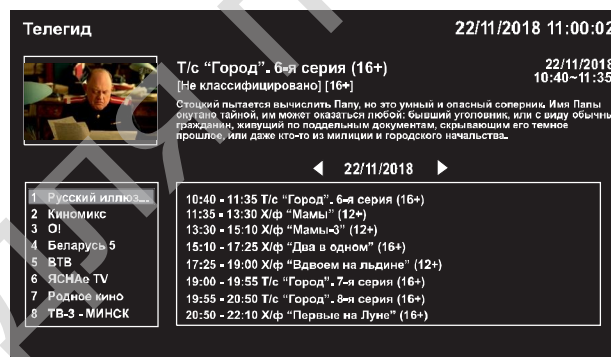 Телегид
22/11/2018 11:00:02
Т/с “Город”. 6-я серия (16+)
22/11/2018
[Не классифицировано] [16+]
10:40~11:35
Стоцкий пытается вычислить Папу, но это умный и опасный соперник. Имя Папы
окутано тайной, им может оказаться любой: бывший уголовник, или с виду обычны
гражданин, живущий по поддельным документам, скрывающим его темное
прошлое, или даже кто-то из милиции и городского начальства.
22/11/2018
1 Русский иллюз...
2 Киномикс
3 О!
4 Беларусь 5
5 ВТВ
6 ЯСНАе TV
7 Родное кино
8 ТВ-3 - МИНСК
10:40 - 11:35 Т/с “Город”. 6-я серия (16+)
11:35 - 13:30 Х/ф “Мамы” (12+)
13:30 - 15:10 Х/ф “Мамы-3” (12+)
15:10 - 17:25 Х/ф “Два в одном” (16+)
17:25 - 19:00 Х/ф “Вдвоем на льдине” (12+)
19:00 - 19:55 Т/с “Город”. 7-я серия (16+)
19:55 - 20:50 Т/с “Город”. 8-я серия (16+)
20:50 - 22:10 Х/ф “Первые на Луне” (16+)